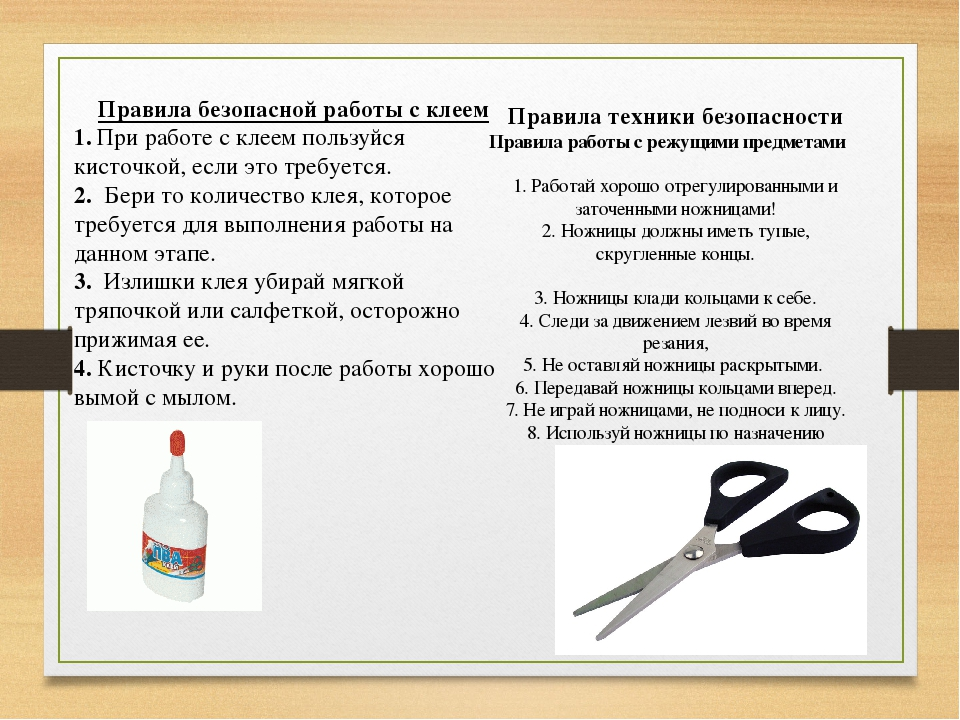 Правила безопасной работы с клеем
1. При работе с клеем пользуйся
кисточкой, если это требуется.
2. Бери то количество клея, которое
требуется для выполнения работы на
данном этапе.
3. Излишки клея убирай мягкой
тряпочкой или салфеткой, осторожно
прижимая ее.
4. Кисточку и руки после работы хорошо
вымой с мылом.
ПВА
Правила техники безопасности
Правила работы с режущими предметами
1. Работай хорошо отрегулированными и
заточенными ножницами!
2. Ножницы должны иметь тупые,
скругленные концы.
3. Ножницы клади кольцами к себе.
4. Следи за движением лезвий во время
резания,
5. Не оставляй ножницы раскрытыми.
6. Передавай ножницы кольцами вперед.
7. Не играй ножницами, не подноси к лицу.
8. Используй ножницы по назначению